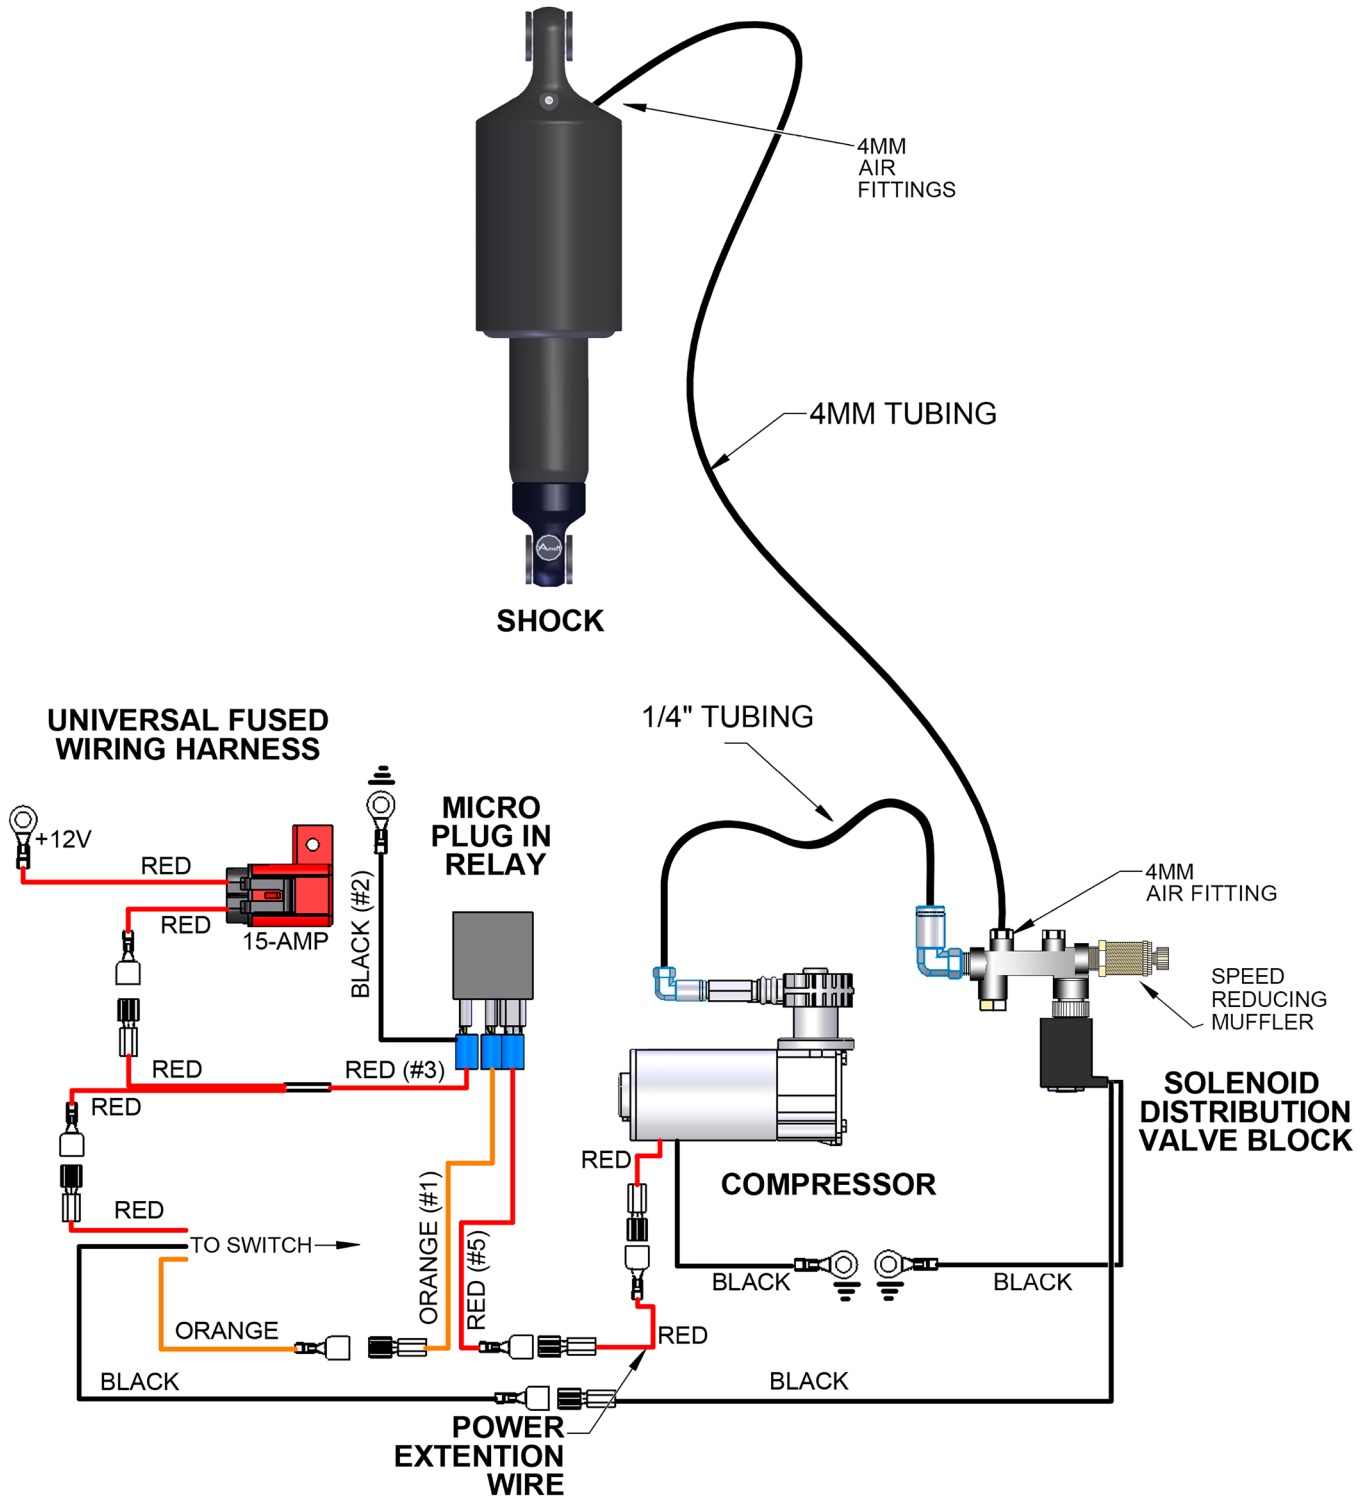 4MM
AIR
FITTINGS
4MM TUBING
SHOCK
UNIVERSAL FUSED
WIRING HARNESS
1/4" TUBING
MICRO
PLUG IN
RELAY
+12V
RED
RED
15-AMP
BLACK (#2)
4MM
AIR FITTING
SPEED
REDUCING
MUFFLER
RED
RED (#3)
RED
SOLENOID
DISTRIBUTION
VALVE BLOCK
RED
COMPRESSOR
RED
ORANGE (#1)
RED (#5)
TO SWITCH
BLACK
BLACK
ORANGE
RED
BLACK
BLACK
POWER
EXTENTION
WIRE